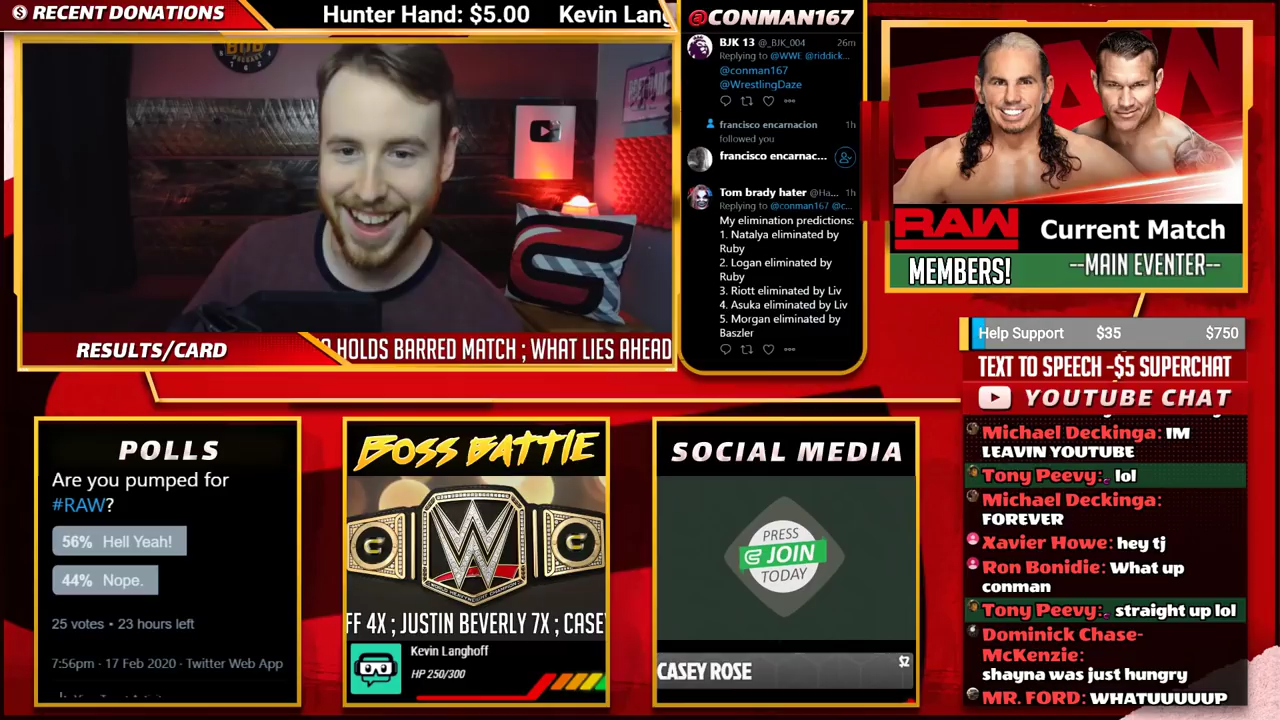 RECENT DONATIONS
Hunter Hand: $5.00 Kevin Lang
@CONMAN167
BJK 13 @_BJK_004 26m
Replying to @WWE @riddick...
@conman167
@WrestlingDaze
francisco encarnacion 1h
followed you
francisco encarnac...
Tom brady hater @Ha... 1h
Replying to @conman167 @c...
My elimination predictions:
1. Natalya eliminated by
Ruby
2. Logan eliminated by
Ruby
3. Riott eliminated by Liv
4. Asuka eliminated by Liv
5. Morgan eliminated by
Baszler
RAW
Current Match
MEMBERS!
--MAIN EVENTER--
RESULTS/CARD
HOLDS BARRED MATCH ; WHAT LIES AHEAD
Help Support $35 $750
TEXT TO SPEECH -$5 SUPERCHAT
YOUTUBE CHAT
Michael Deckinga: IM
LEAVIN YOUTUBE
Tony Peevy: lol
Michael Deckinga:
FOREVER
Xavier Howe: hey tj
Ron Bonidie: What up
conman
Tony Peevy: straight up lol
Dominick Chase-
McKenzie:
shayna was just hungry
MR. FORD: WHATUUUUUP
POLLS
Are you pumped for
#RAW?
56% Hell Yeah!
44% Nope.
25 votes • 23 hours left
7:56pm · 17 Feb 2020 · Twitter Web App
BOSS BATTLE
FF 4X ; JUSTIN BEVERLY 7X ; CASE
Kevin Langhoff
HP 250/300
SOCIAL MEDIA
PRESS
JOIN
TODAY
CASEY ROSE $2